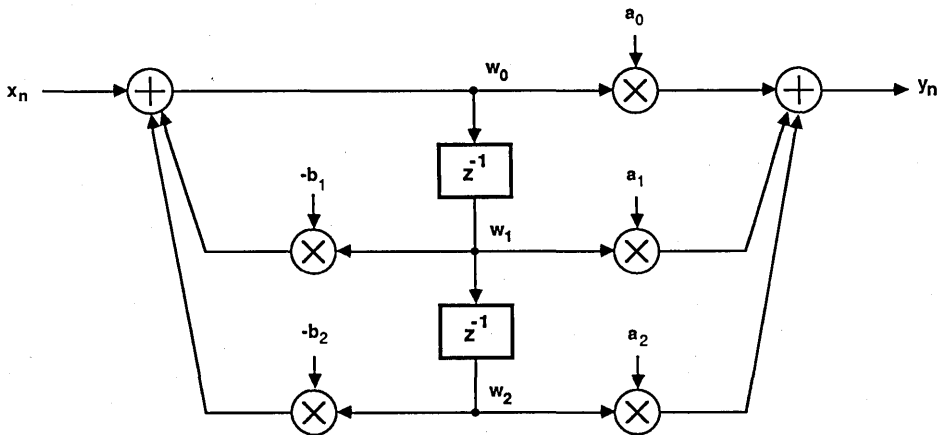 a₀
xₙ
w₀
yₙ
z⁻¹
-b₁
a₁
w₁
z⁻¹
-b₂
a₂
w₂